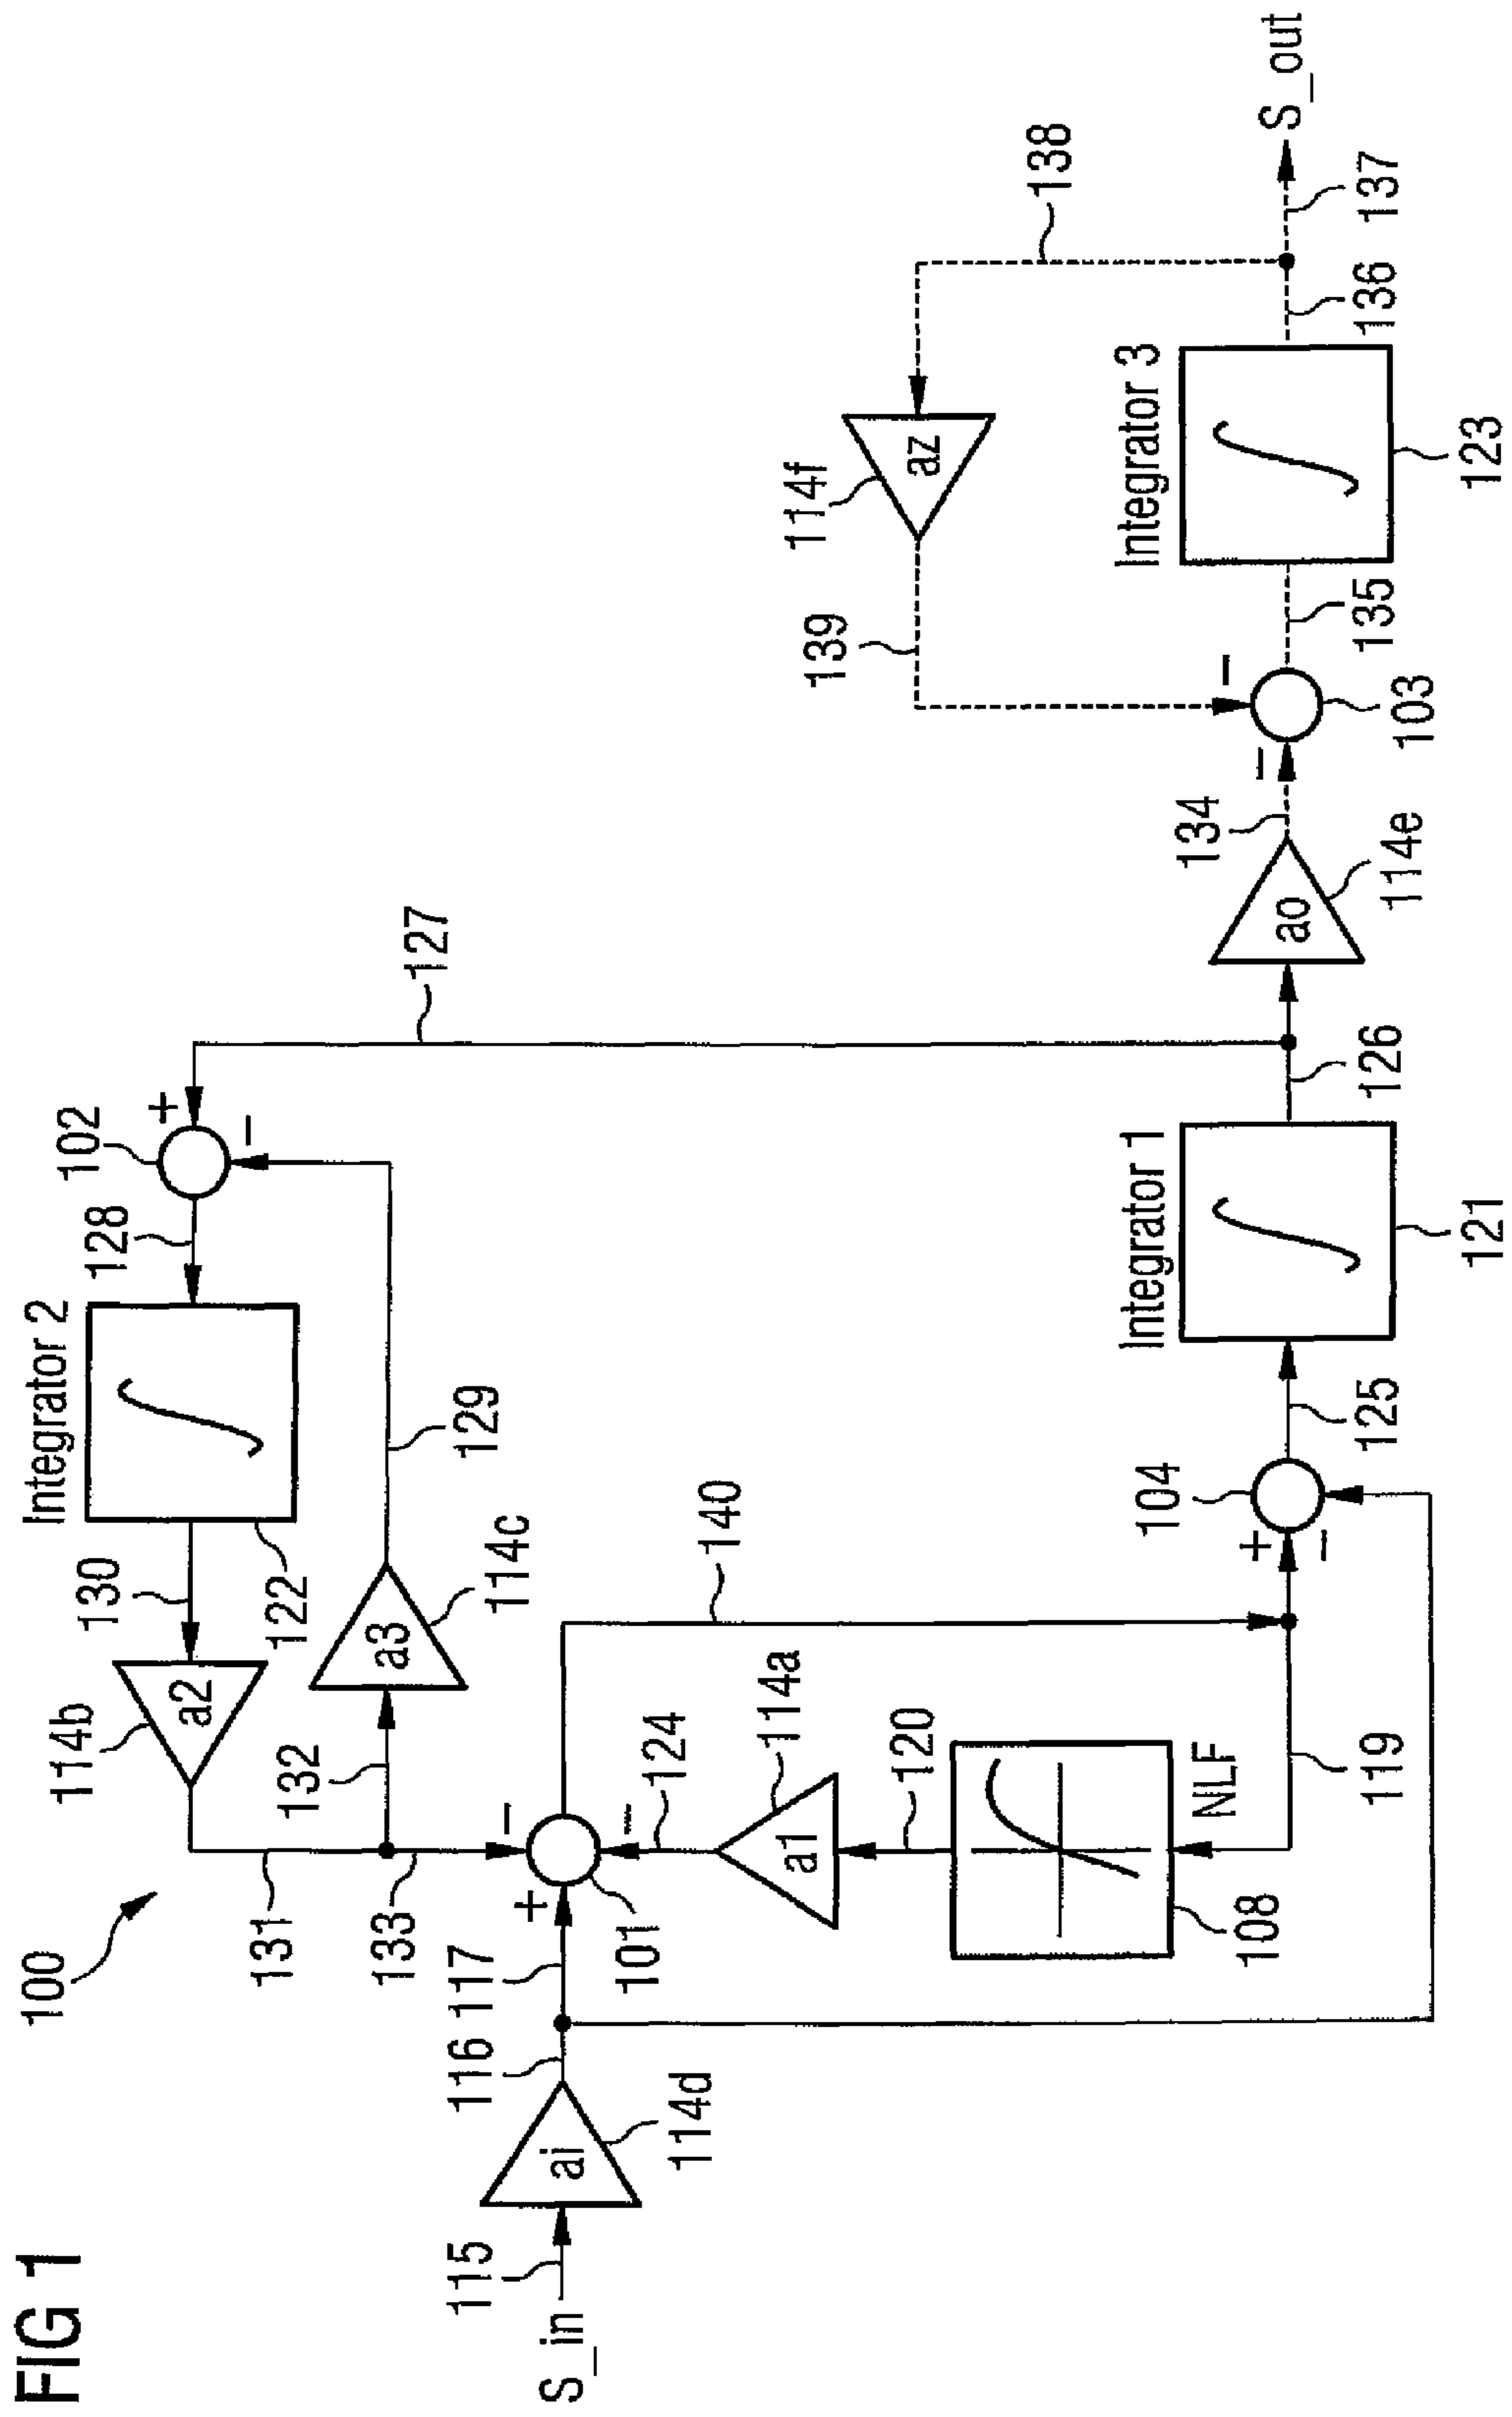 FIG 1
100
Integrator 2
122
130
114b
a2
131
132
133
128
102
+
−
127
129
114c
a3
S_in
115
ai
114d
116
117
+
−
−
101
124
114a
a1
120
108
NLF
119
140
104
+
−
125
Integrator 1
121
126
ao
114e
134
−
−
103
135
Integrator 3
123
136
137
138
139
114f
az
S_out